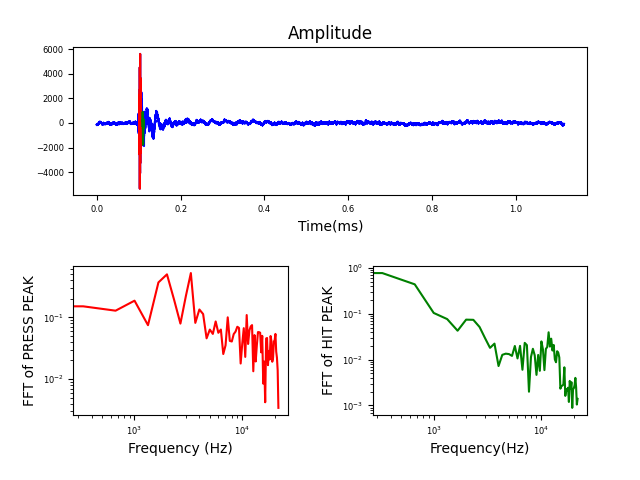 Amplitude
6000
4000
2000
0
−2000
−4000
0.0 0.2 0.4 0.6 0.8 1.0
Time(ms)
FFT of PRESS PEAK
10⁻¹
10⁻²
10³ 10⁴
Frequency (Hz)
FFT of HIT PEAK
10⁰
10⁻¹
10⁻²
10⁻³
10³ 10⁴
Frequency(Hz)